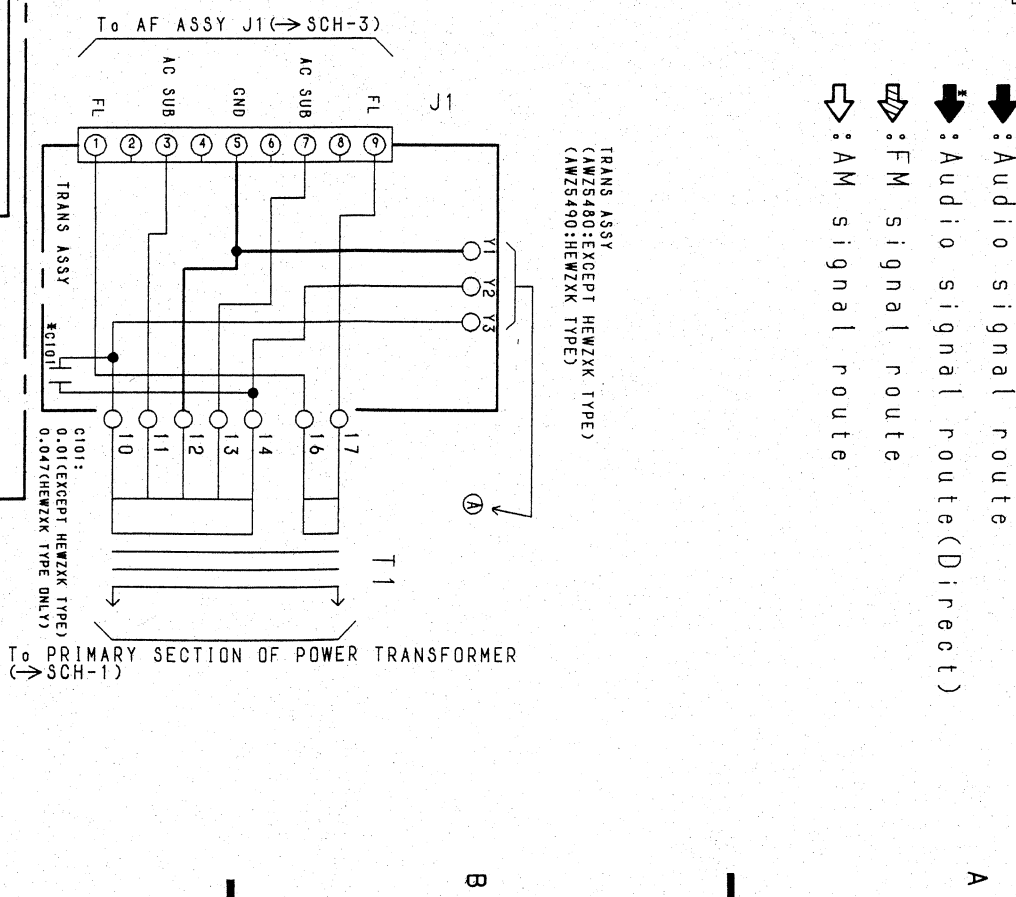 To AF ASSY J1(→SCH-3)
FL
AC SUB
GND
AC SUB
FL
J1
1 2 3 4 5 6 7 8 9
TRANS ASSY
*C101
Y1
Y2
Y3
10 11 12 13 14 16 17
C101:
0.01(EXCEPT HEWZXK TYPE)
0.047(HEWZXK TYPE ONLY)
T1
A
TRANS ASSY
(AWZ5480:EXCEPT HEWZXK TYPE)
(AWZ5490:HEWZXK TYPE)
To PRIMARY SECTION OF POWER TRANSFORMER
(→SCH-1)
:Audio signal route
*:Audio signal route(Direct)
:FM signal route
:AM signal route
A
B